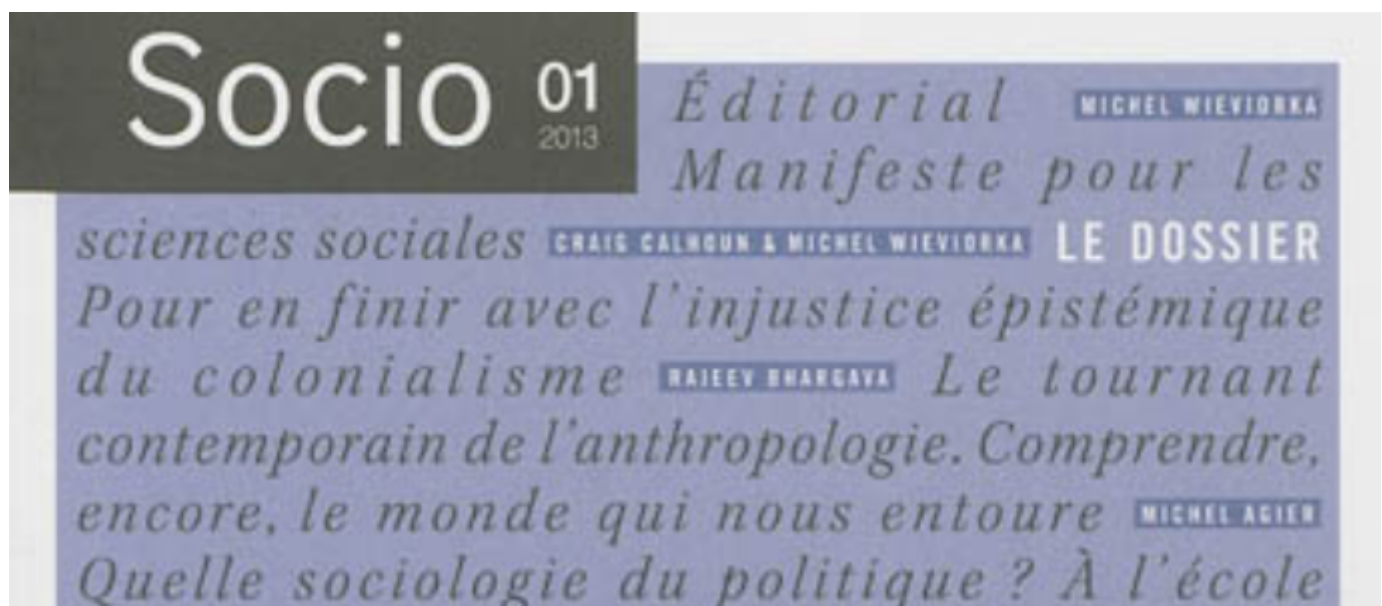 Socio 01
2013
Éditorial MICHEL WIEVIORKA
Manifeste pour les
sciences sociales CRAIG CALHOUN & MICHEL WIEVIORKA LE DOSSIER
Pour en finir avec l'injustice épistémique
du colonialisme RAJEEV BHARGAVA Le tournant
contemporain de l'anthropologie. Comprendre,
encore, le monde qui nous entoure MICHEL AGIER
Quelle sociologie du politique ? À l'école